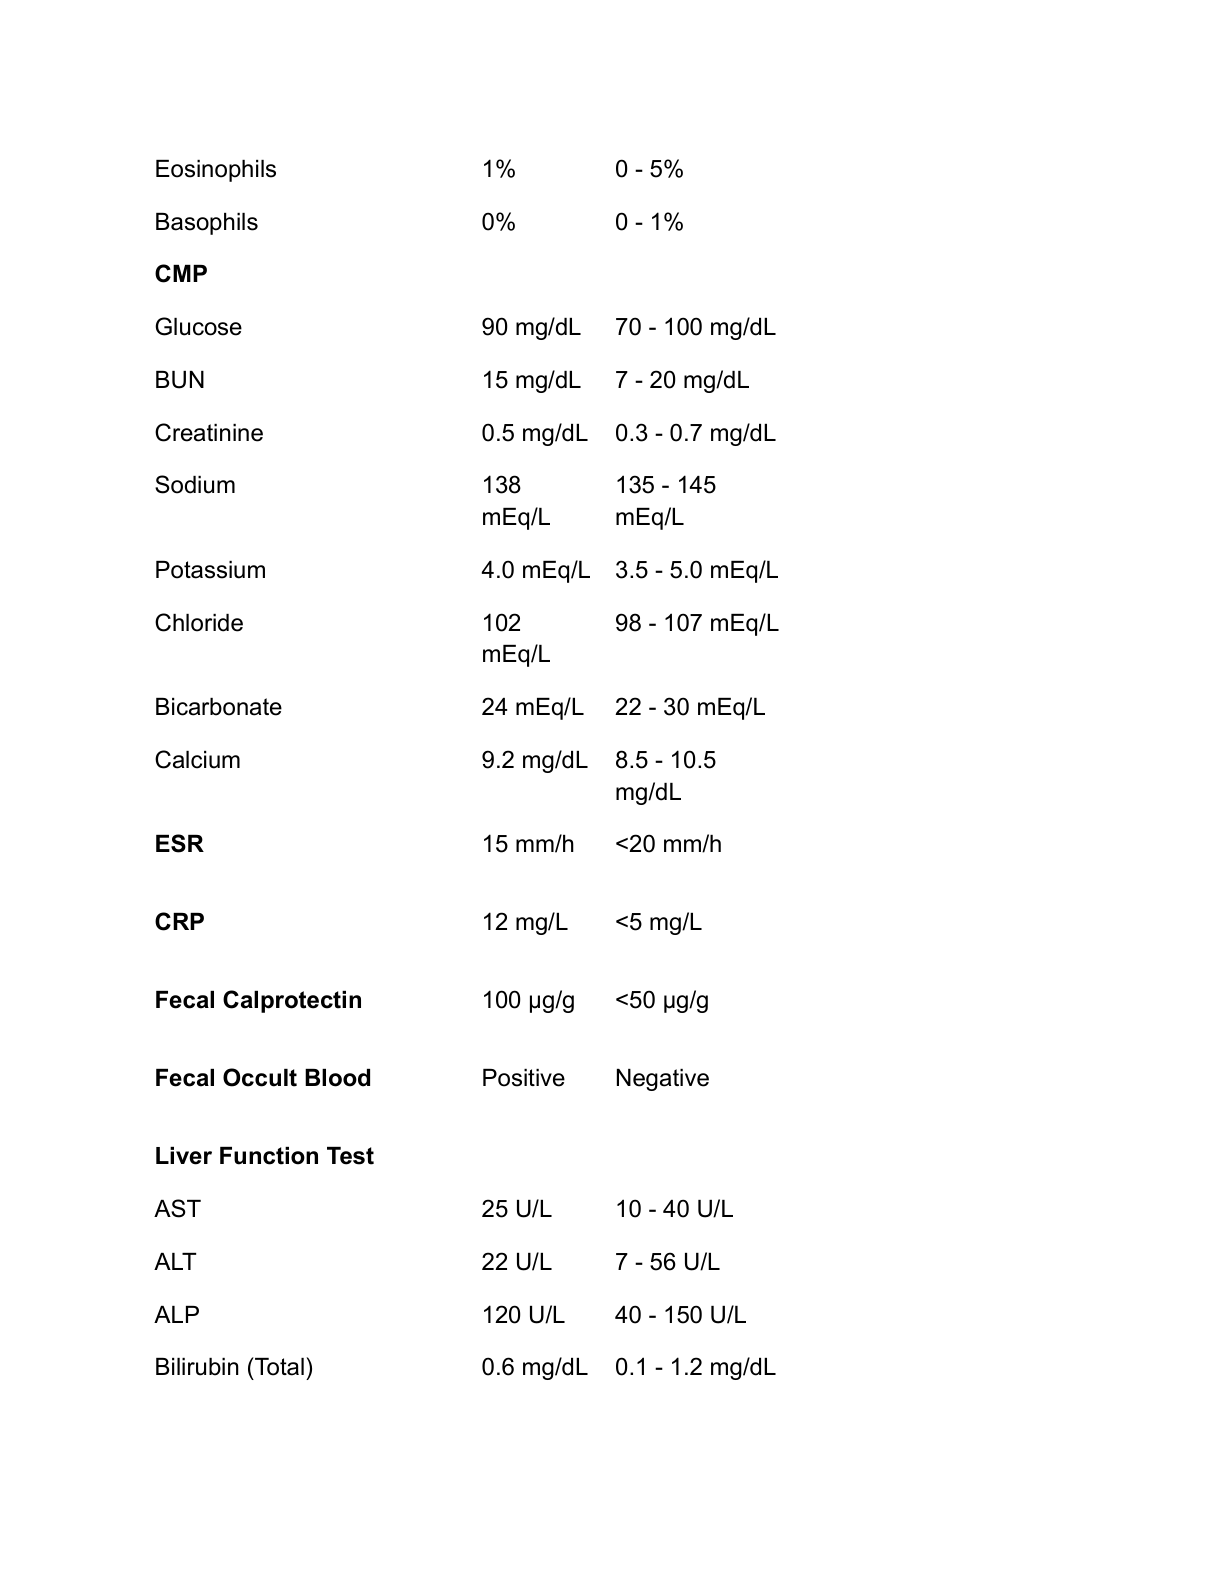 Eosinophils 1% 0 - 5%
Basophils 0% 0 - 1%
CMP
Glucose 90 mg/dL 70 - 100 mg/dL
BUN 15 mg/dL 7 - 20 mg/dL
Creatinine 0.5 mg/dL 0.3 - 0.7 mg/dL
Sodium 138 135 - 145
mEq/L mEq/L
Potassium 4.0 mEq/L 3.5 - 5.0 mEq/L
Chloride 102 98 - 107 mEq/L
mEq/L
Bicarbonate 24 mEq/L 22 - 30 mEq/L
Calcium 9.2 mg/dL 8.5 - 10.5
mg/dL
ESR 15 mm/h <20 mm/h
CRP 12 mg/L <5 mg/L
Fecal Calprotectin 100 µg/g <50 µg/g
Fecal Occult Blood Positive Negative
Liver Function Test
AST 25 U/L 10 - 40 U/L
ALT 22 U/L 7 - 56 U/L
ALP 120 U/L 40 - 150 U/L
Bilirubin (Total) 0.6 mg/dL 0.1 - 1.2 mg/dL